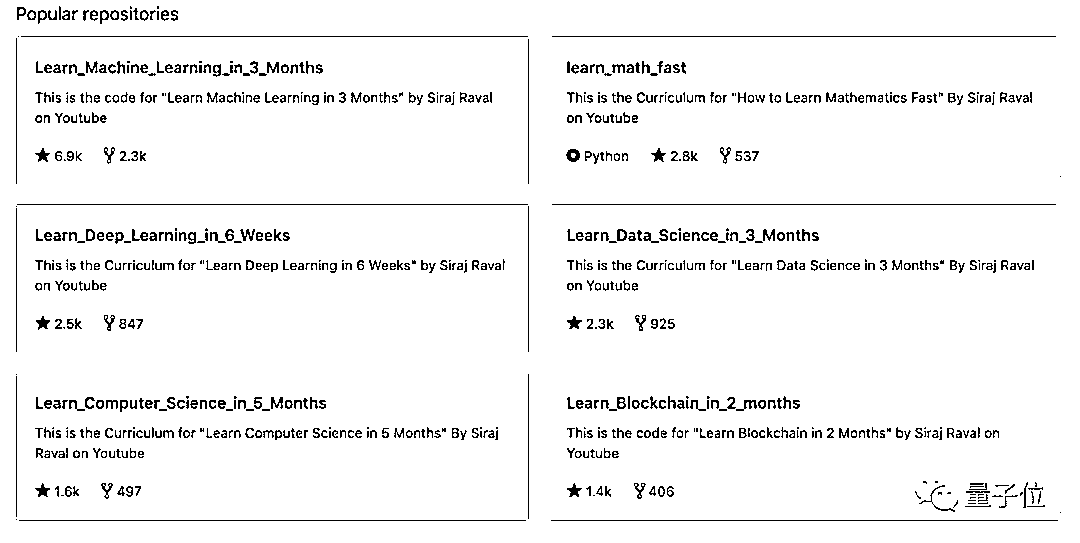 Popular repositories
Learn_Machine_Learning_in_3_Months
This is the code for "Learn Machine Learning in 3 Months" by Siraj Raval
on Youtube
6.9k 2.3k
learn_math_fast
This is the Curriculum for "How to Learn Mathematics Fast" By Siraj Raval
on Youtube
Python 2.8k 537
Learn_Deep_Learning_in_6_Weeks
This is the Curriculum for "Learn Deep Learning in 6 Weeks" by Siraj Raval
on Youtube
2.5k 847
Learn_Data_Science_in_3_Months
This is the Curriculum for "Learn Data Science in 3 Months" By Siraj Raval
on Youtube
2.3k 925
Learn_Computer_Science_in_5_Months
This is the Curriculum for "Learn Computer Science in 5 Months" By Siraj
Raval on Youtube
1.6k 497
Learn_Blockchain_in_2_months
This is the code for "Learn Blockchain in 2 Months" by Siraj Raval on
Youtube
1.4k 406
量子位